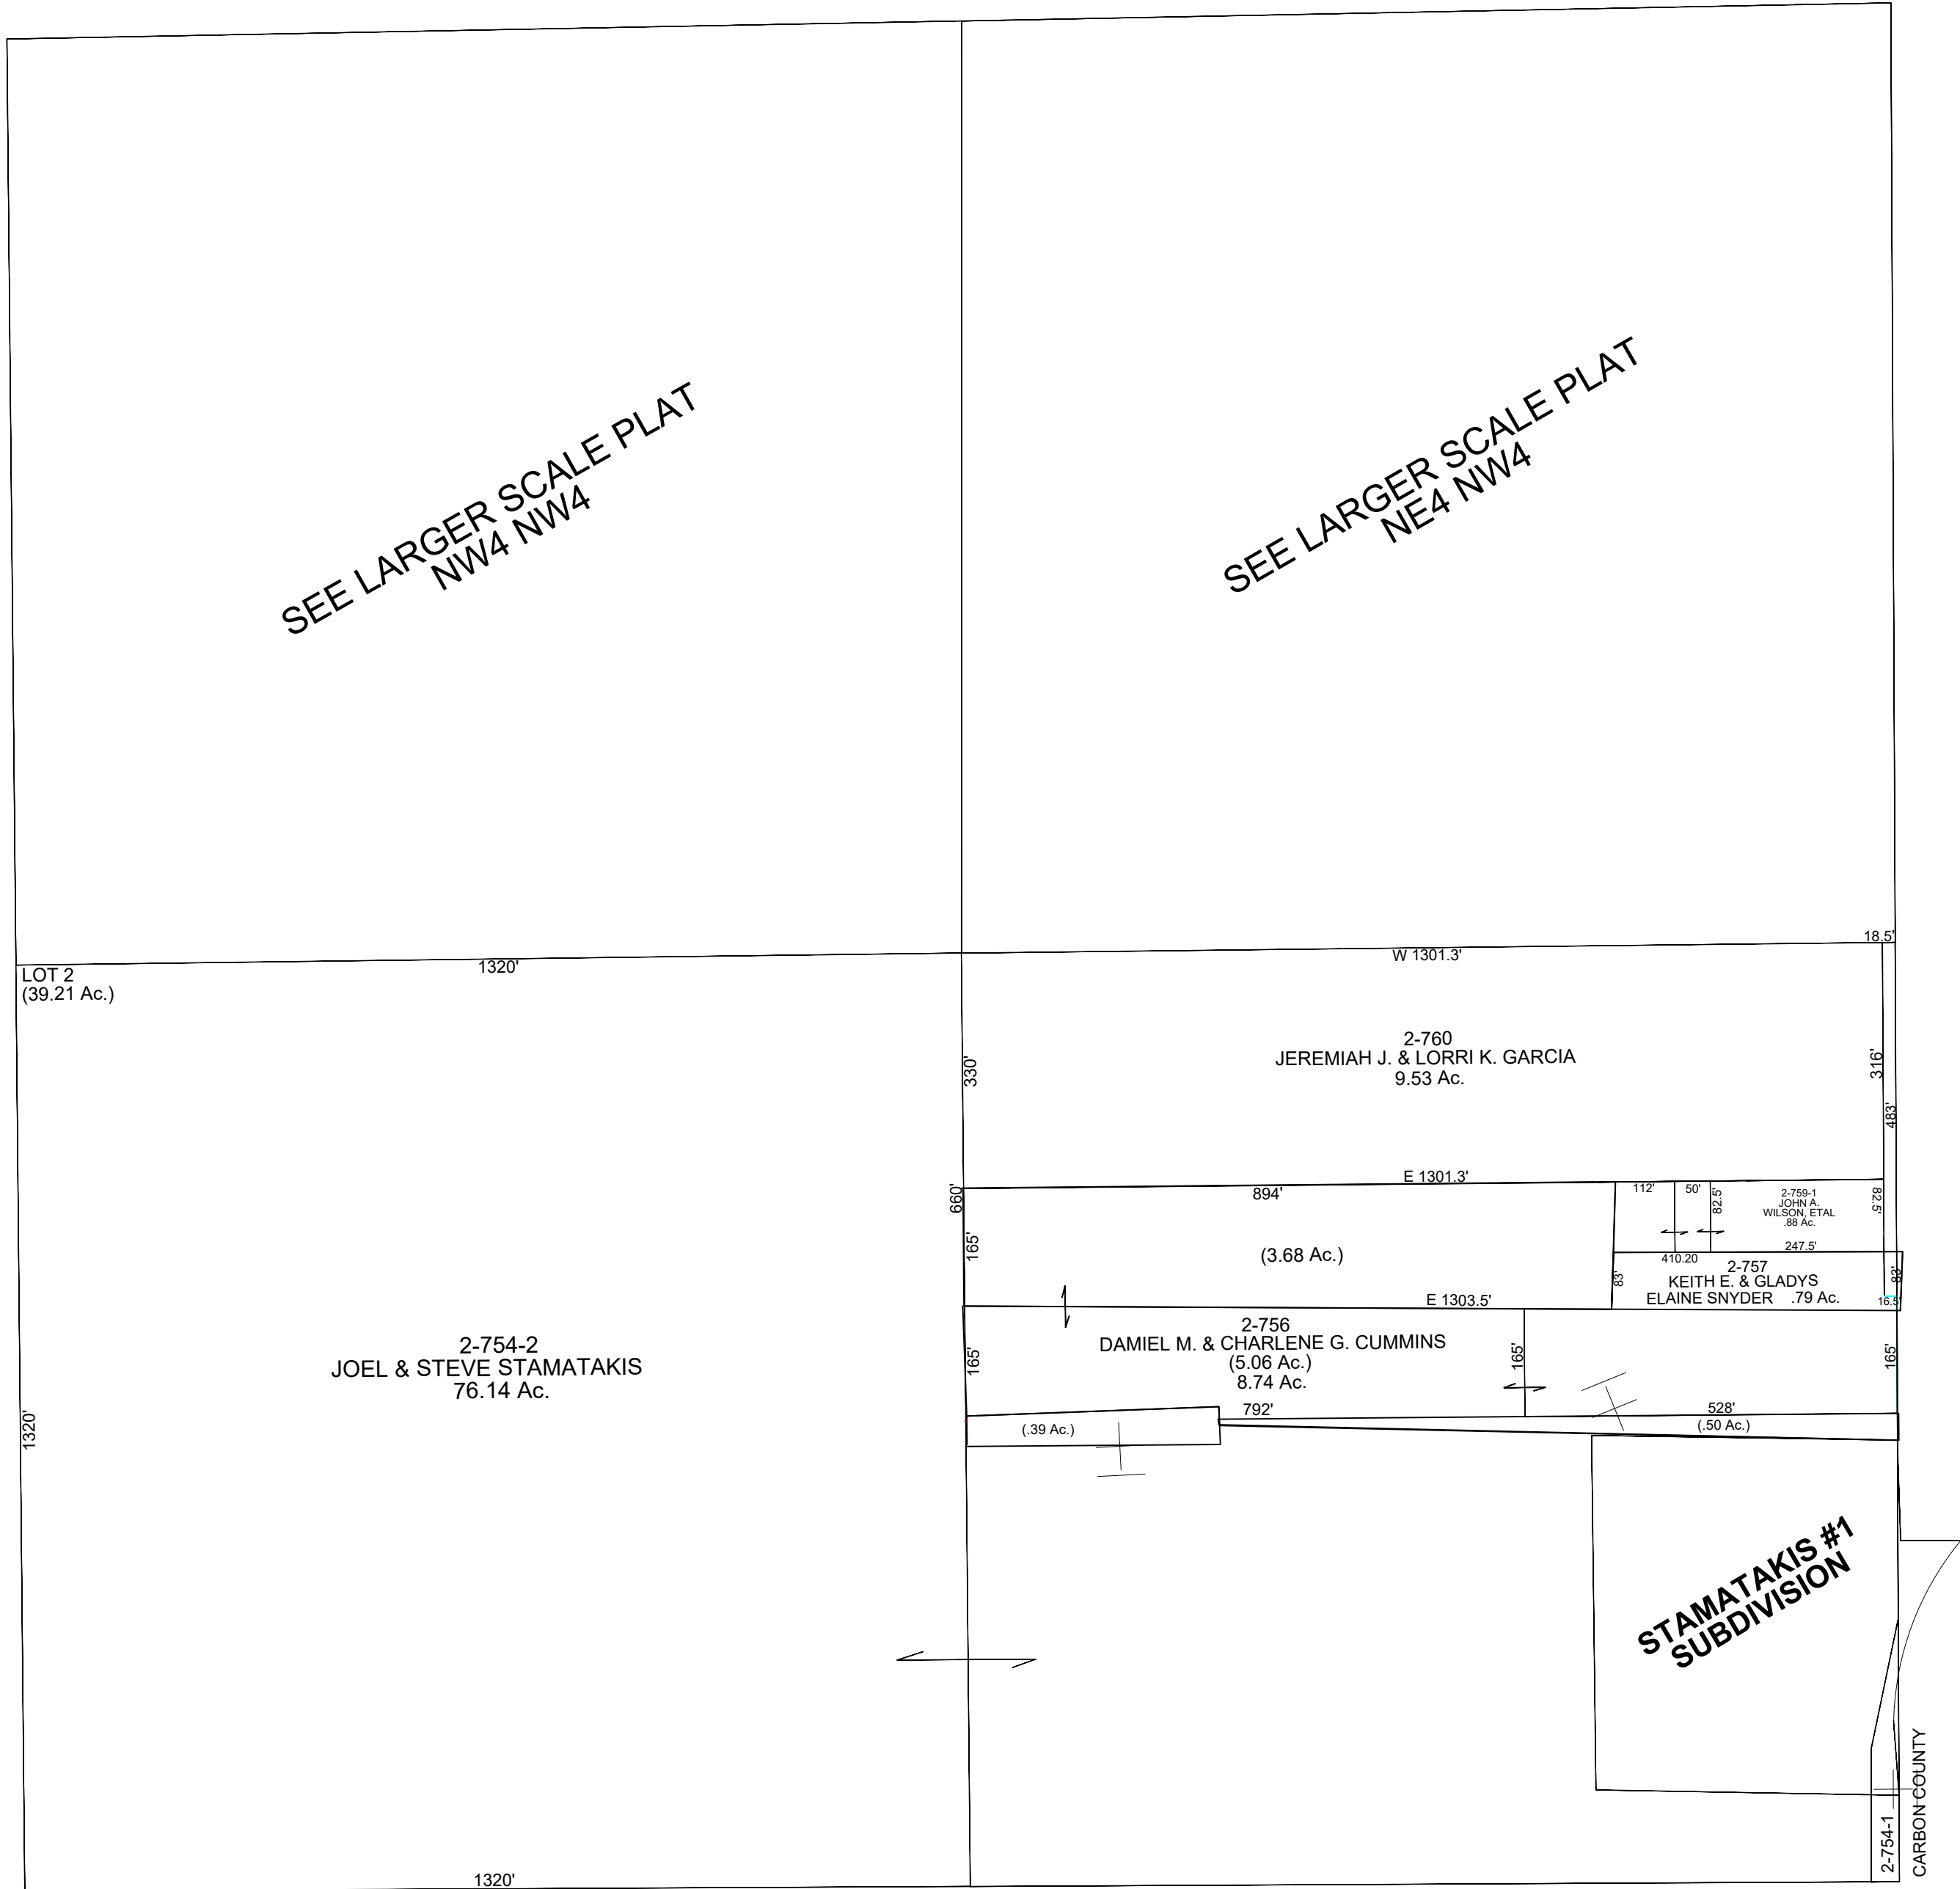 SEE LARGER SCALE PLAT
NW4 NW4
SEE LARGER SCALE PLAT
NE4 NW4
18.5'
W 1301.3'
1320'
LOT 2
(39.21 Ac.)
2-760
JEREMIAH J. & LORRI K. GARCIA
9.53 Ac.
330'
316'
483'
E 1301.3'
660'
894'
112'
50'
82.5'
2-759-1
JOHN A.
WILSON, ETAL
.88 Ac.
82.5'
247.5'
165'
(3.68 Ac.)
410.20
2-757
KEITH E. & GLADYS
ELAINE SNYDER .79 Ac.
83'
83'
16.5'
E 1303.5'
2-756
DAMIEL M. & CHARLENE G. CUMMINS
(5.06 Ac.)
8.74 Ac.
165'
165'
165'
2-754-2
JOEL & STEVE STAMATAKIS
76.14 Ac.
792'
528'
(.39 Ac.)
(.50 Ac.)
1320'
STAMATAKIS #1
SUBDIVISION
2-754-1
CARBON COUNTY
1320'